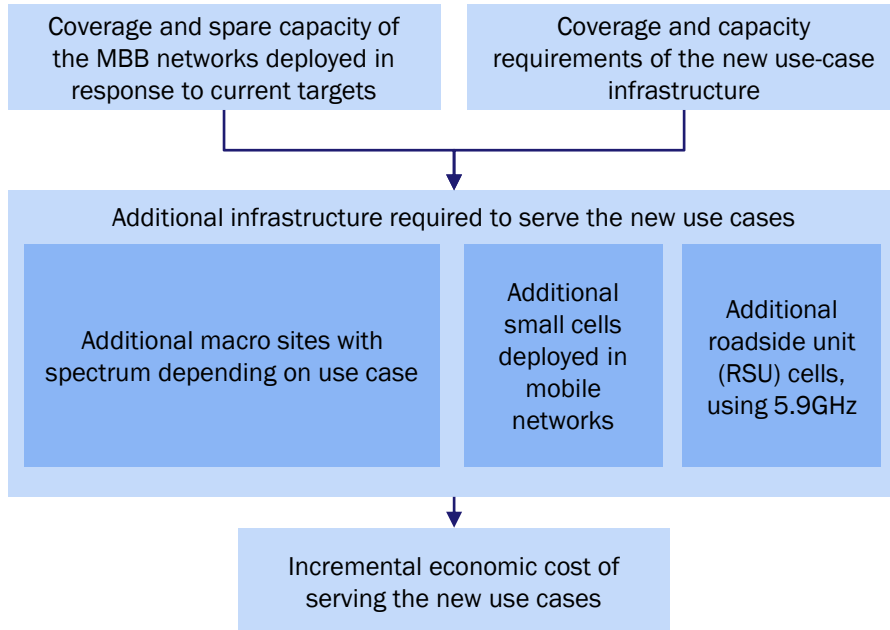 Coverage and spare capacity of
the MBB networks deployed in
response to current targets
Coverage and capacity
requirements of the new use-case
infrastructure
Additional infrastructure required to serve the new use cases
Additional macro sites with
spectrum depending on use case
Additional
small cells
deployed in
mobile
networks
Additional
roadside unit
(RSU) cells,
using 5.9GHz
Incremental economic cost of
serving the new use cases